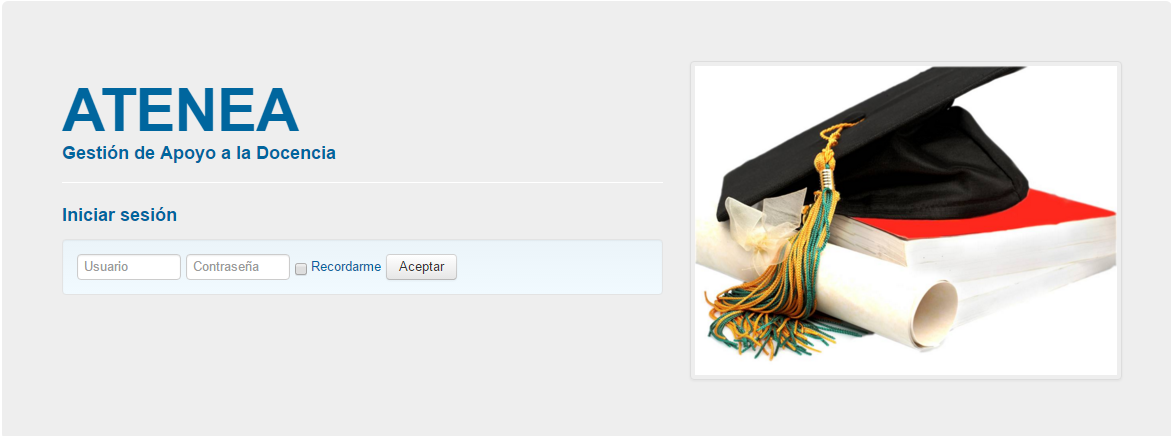 ATENEA
Gestión de Apoyo a la Docencia
Iniciar sesión
Usuario Contraseña Recordarme Aceptar